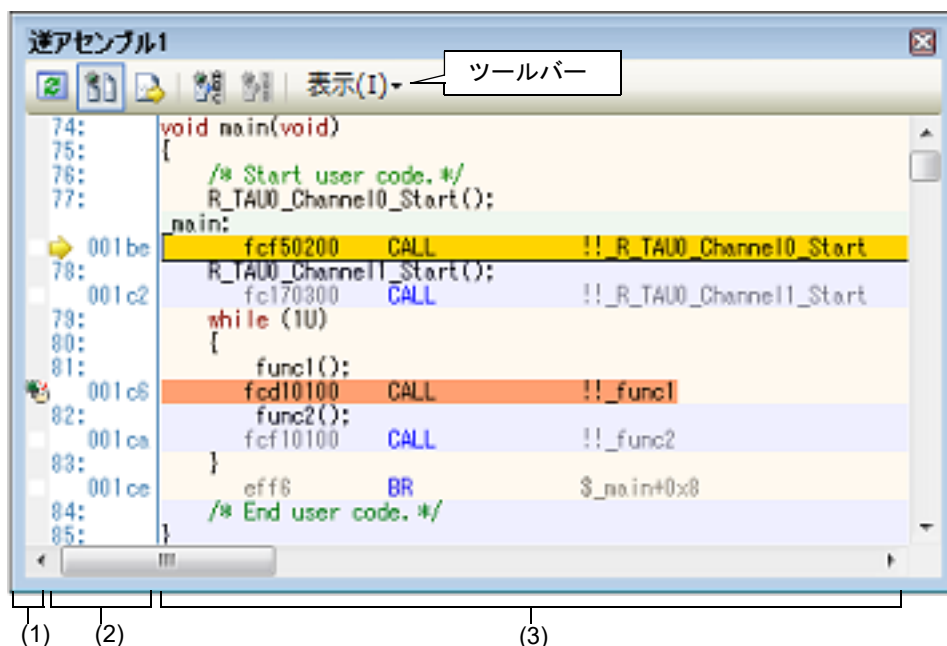 逆アセンブル1
表示(I)▾
ツールバー
74: void main(void)
75: {
76: /* Start user code. */
77: R_TAU0_Channel0_Start();
_main:
001be fcf50200 CALL !!_R_TAU0_Channel0_Start
78: R_TAU0_Channel1_Start();
001c2 fc170300 CALL !!_R_TAU0_Channel1_Start
79: while (1U)
80: {
81: func1();
001c6 fcd10100 CALL !!_func1
82: func2();
001ca fcf10100 CALL !!_func2
83: }
001ce eff6 BR $_main+0x8
84: /* End user code. */
85: }
(1) (2) (3)